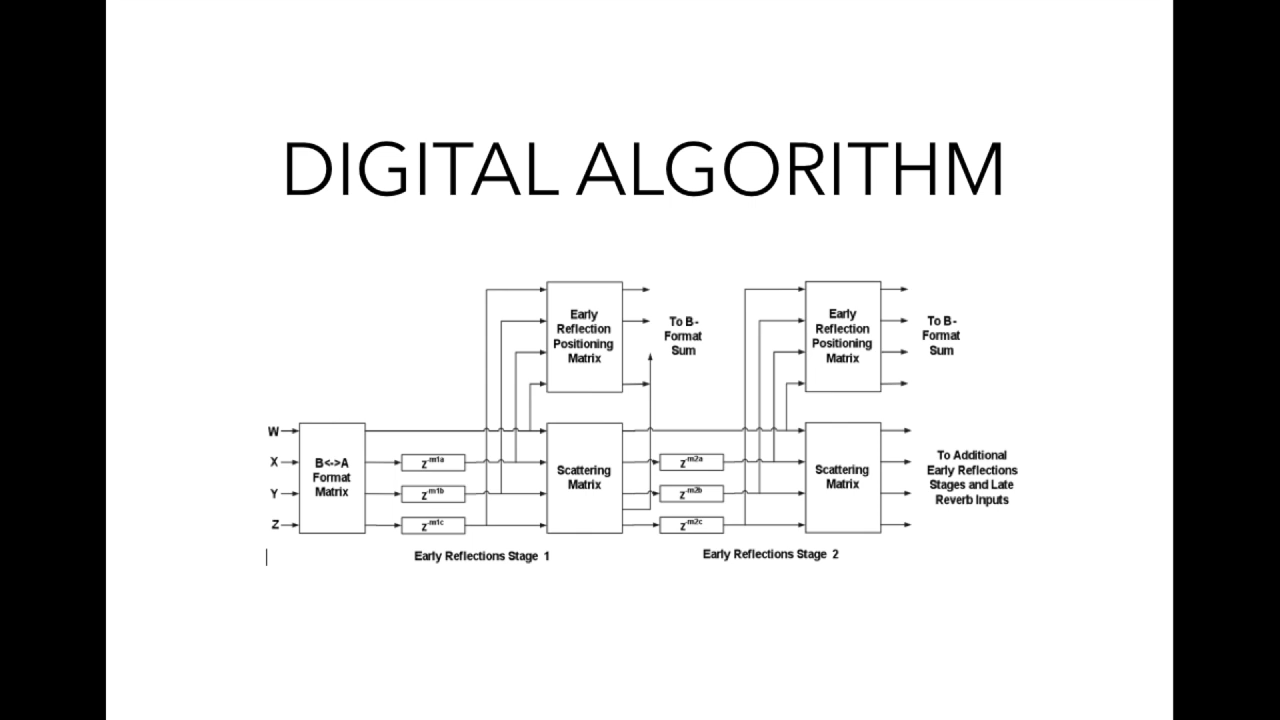 DIGITAL ALGORITHM
Early
Reflection
Positioning
Matrix
To B-
Format
Sum
Early
Reflection
Positioning
Matrix
To B-
Format
Sum
W
X
Y
Z
B<->A
Format
Matrix
z-m1a
z-m1b
z-m1c
Scattering
Matrix
z-m2a
z-m2b
z-m2c
Scattering
Matrix
To Additional
Early Reflections
Stages and Late
Reverb Inputs
Early Reflections Stage 1
Early Reflections Stage 2